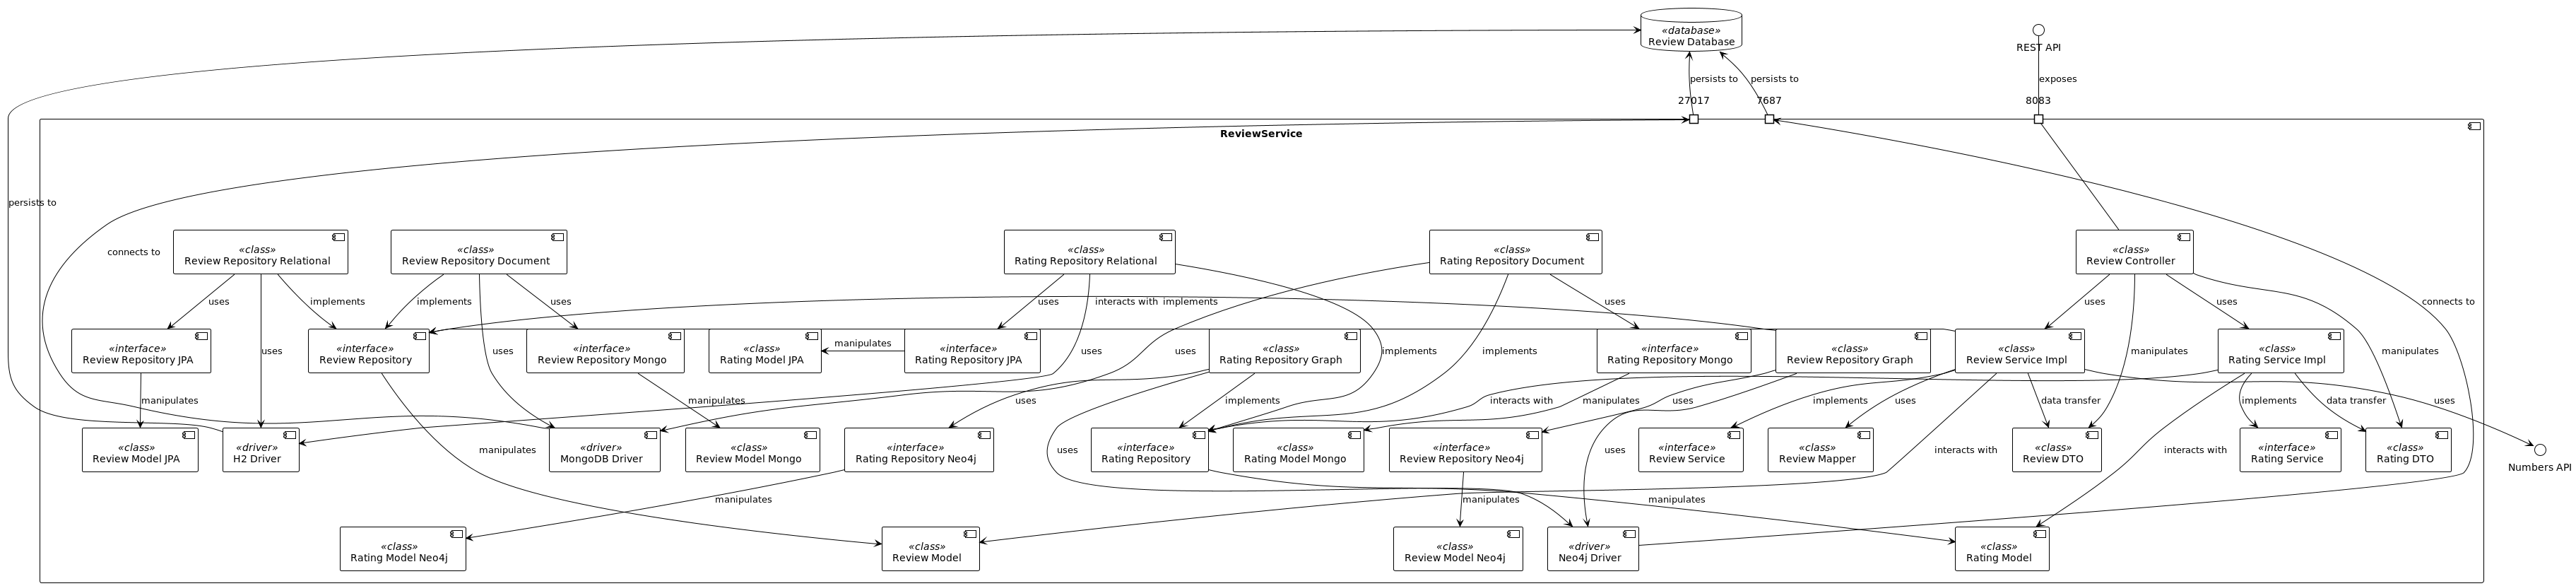 «database»
Review Database
REST API
persists to
persists to
exposes
27017
7687
8083
ReviewService
persists to
connects to
«class»
Review Repository Relational
«class»
Review Repository Document
«class»
Rating Repository Relational
«class»
Rating Repository Document
«class»
Review Controller
uses
implements
implements
uses
uses
interacts with
implements
uses
connects to
uses
uses
«interface»
Review Repository JPA
uses
«interface»
Review Repository
uses
«interface»
Review Repository Mongo
«class»
Rating Model JPA
manipulates
«interface»
Rating Repository JPA
uses
uses
«class»
Rating Repository Graph
implements
implements
«interface»
Rating Repository Mongo
«class»
Review Repository Graph
«class»
Review Service Impl
manipulates
«class»
Rating Service Impl
manipulates
manipulates
manipulates
uses
implements
interacts with
manipulates
uses
implements
uses
data transfer
implements
data transfer
uses
«class»
Review Model JPA
«driver»
H2 Driver
manipulates
«driver»
MongoDB Driver
«class»
Review Model Mongo
«interface»
Rating Repository Neo4j
uses
«interface»
Rating Repository
«class»
Rating Model Mongo
«interface»
Review Repository Neo4j
uses
«interface»
Review Service
«class»
Review Mapper
interacts with
«class»
Review DTO
interacts with
«interface»
Rating Service
«class»
Rating DTO
Numbers API
manipulates
manipulates
manipulates
«class»
Rating Model Neo4j
«class»
Review Model
«class»
Review Model Neo4j
«driver»
Neo4j Driver
«class»
Rating Model